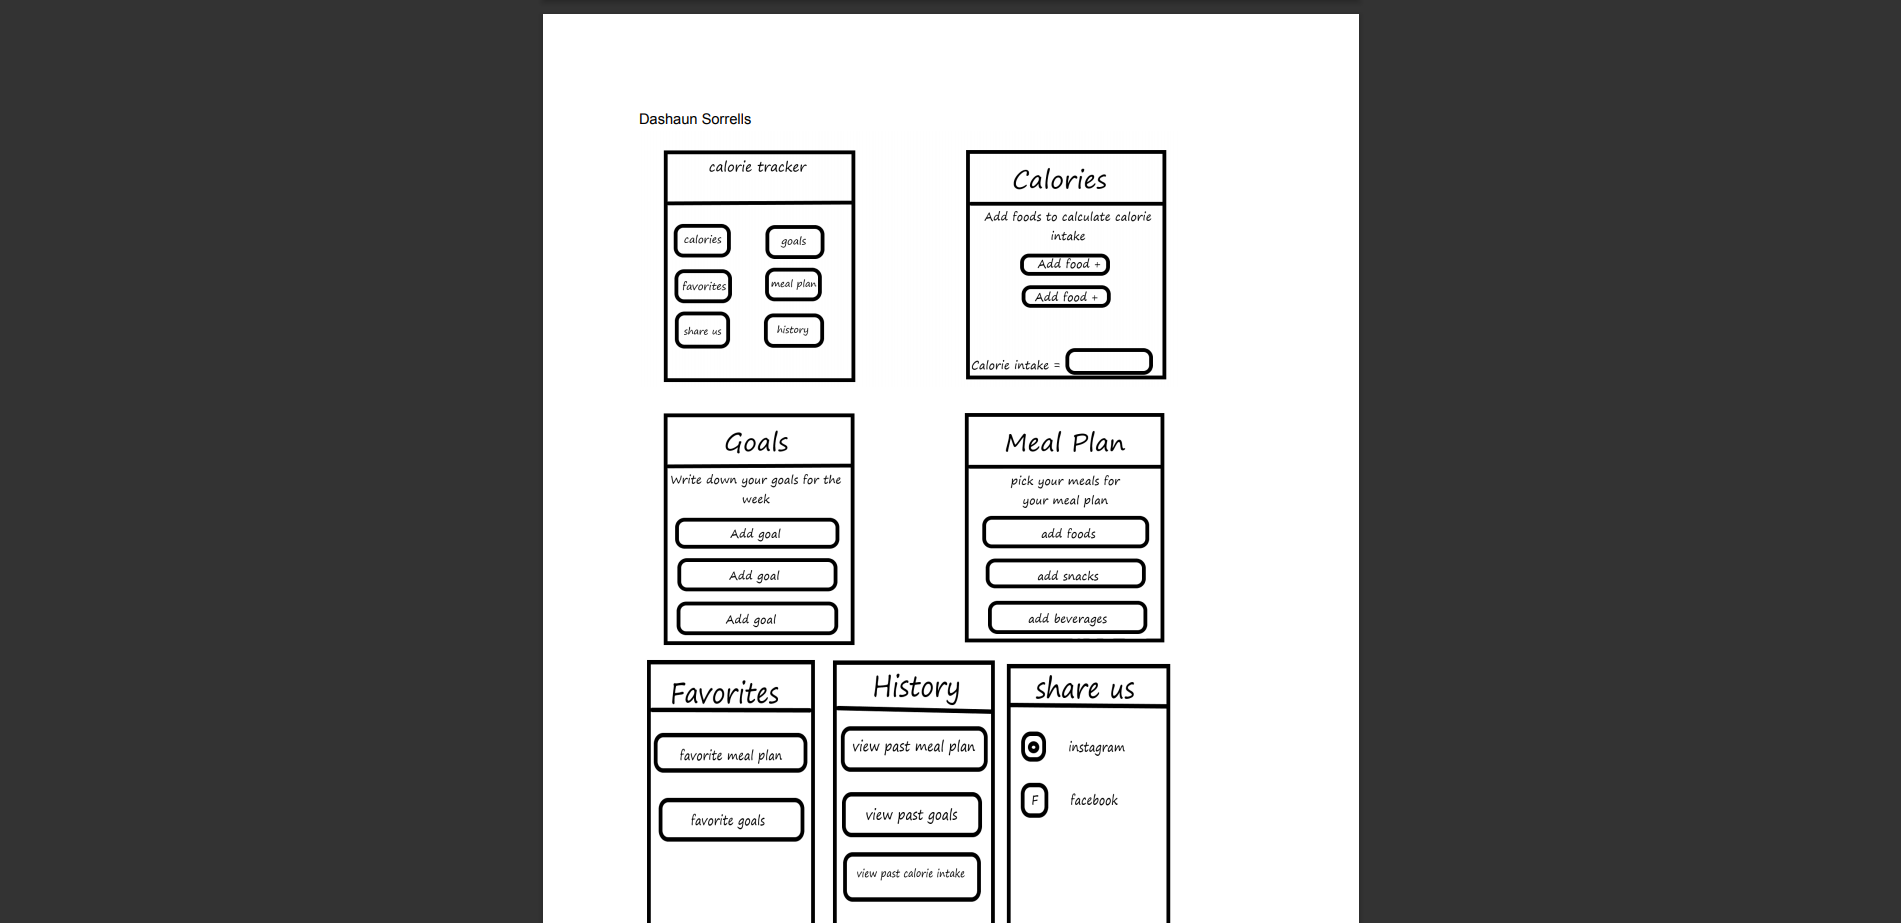 Dashaun Sorrells
calorie tracker
calories
goals
favorites
meal plan
share us
history
Calories
Add foods to calculate calorie
intake
Add food +
Add food +
Calorie intake =
Goals
Write down your goals for the
week
Add goal
Add goal
Add goal
Meal Plan
pick your meals for
your meal plan
add foods
add snacks
add beverages
Favorites
favorite meal plan
favorite goals
History
view past meal plan
view past goals
view past calorie intake
share us
instagram
F
facebook